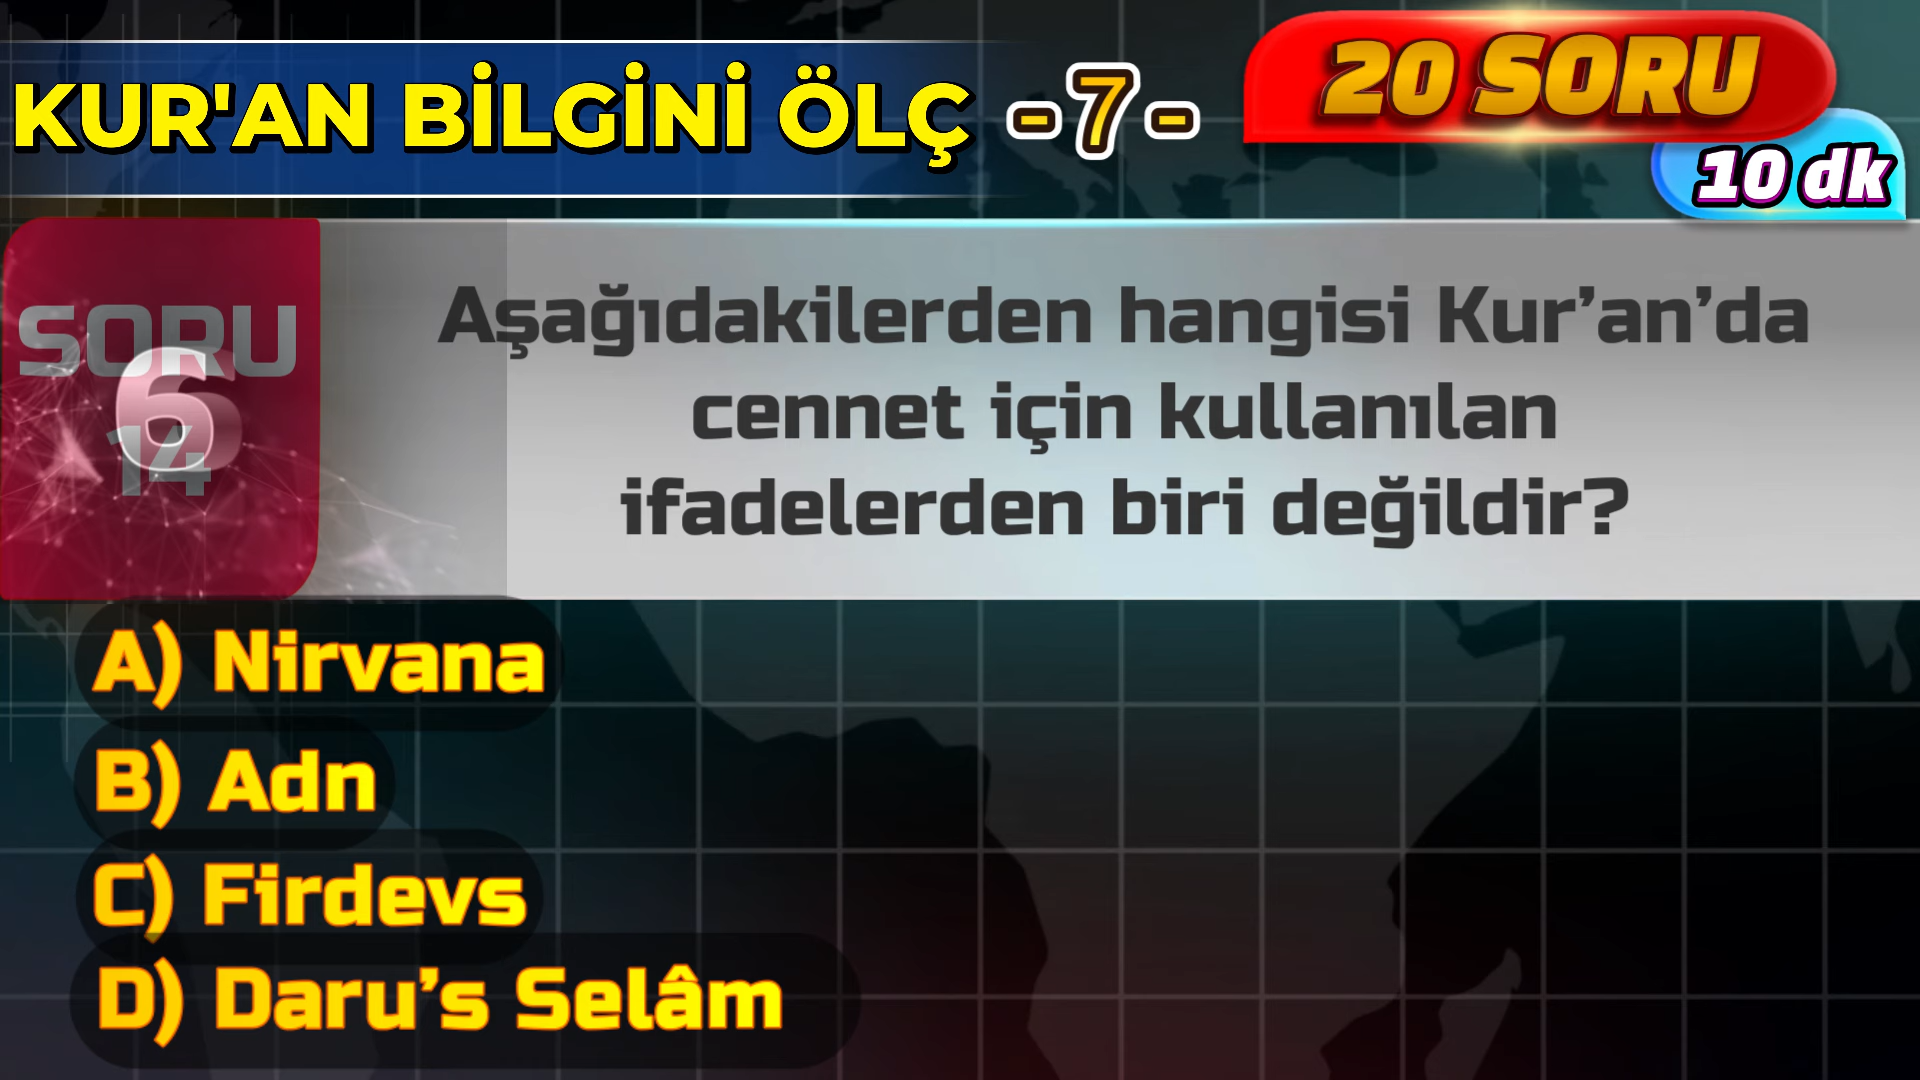 KUR'AN BİLGİNİ ÖLÇ -7-
20 SORU
10 dk
SORU
6
14
Aşağıdakilerden hangisi Kur’an’da
cennet için kullanılan
ifadelerden biri değildir?
A) Nirvana
B) Adn
C) Firdevs
D) Daru’s Selâm